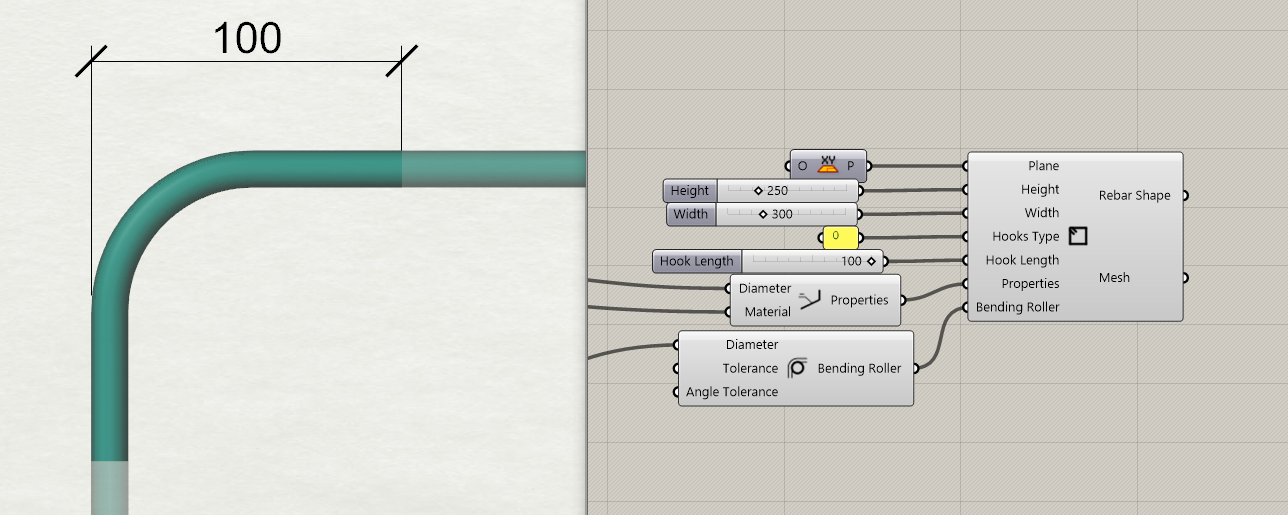 100
O XY P
Height 250
Width 300
0
Hook Length 100
Diameter
Material
Properties
Diameter
Tolerance
Angle Tolerance
Bending Roller
Plane
Height
Width
Hooks Type
Hook Length
Properties
Bending Roller
Rebar Shape
Mesh